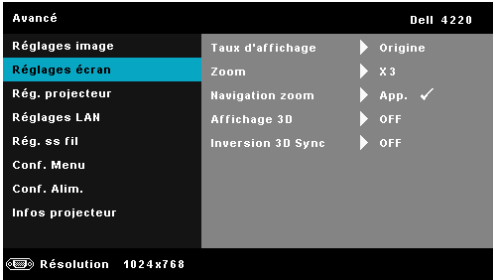 Avancé Dell 4220
Réglages image
Réglages écran
Rég. projecteur
Réglages LAN
Rég. ss fil
Conf. Menu
Conf. Alim.
Infos projecteur
Taux d'affichage Origine
Zoom X3
Navigation zoom App.
Affichage 3D OFF
Inversion 3D Sync OFF
Résolution 1024x768